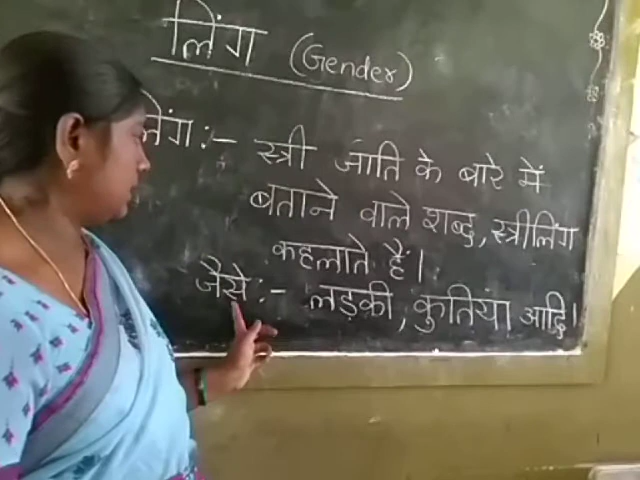 लिंग (Gender)
लिंग :- स्त्री जाति के बारे में
बताने वाले शब्द, स्त्रीलिंग
कहलाते हैं।
जैसे :- लड़की, कुतिया आदि।